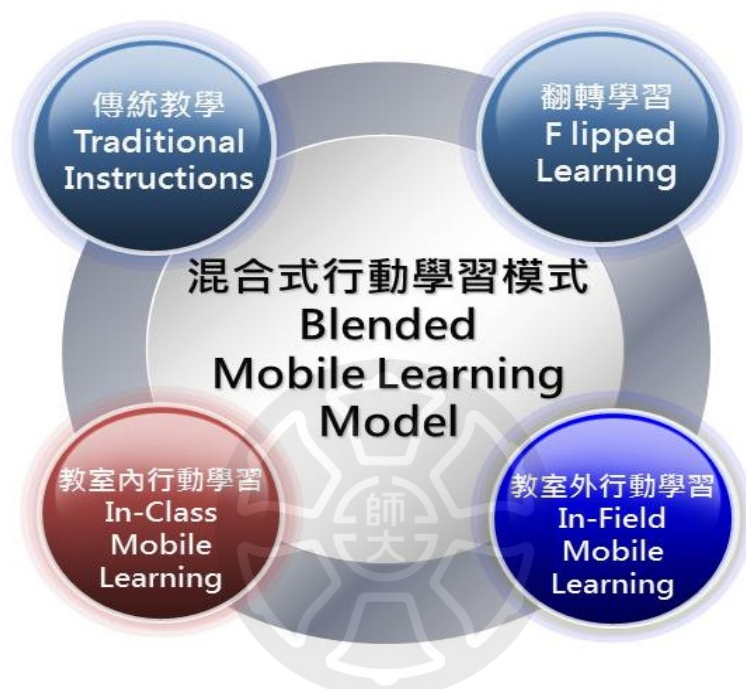 傳統教學
Traditional
Instructions
翻轉學習
F lipped
Learning
混合式行動學習模式
Blended
Mobile Learning
Model
教室內行動學習
In-Class
Mobile
Learning
教室外行動學習
In-Field
Mobile
Learning
師大